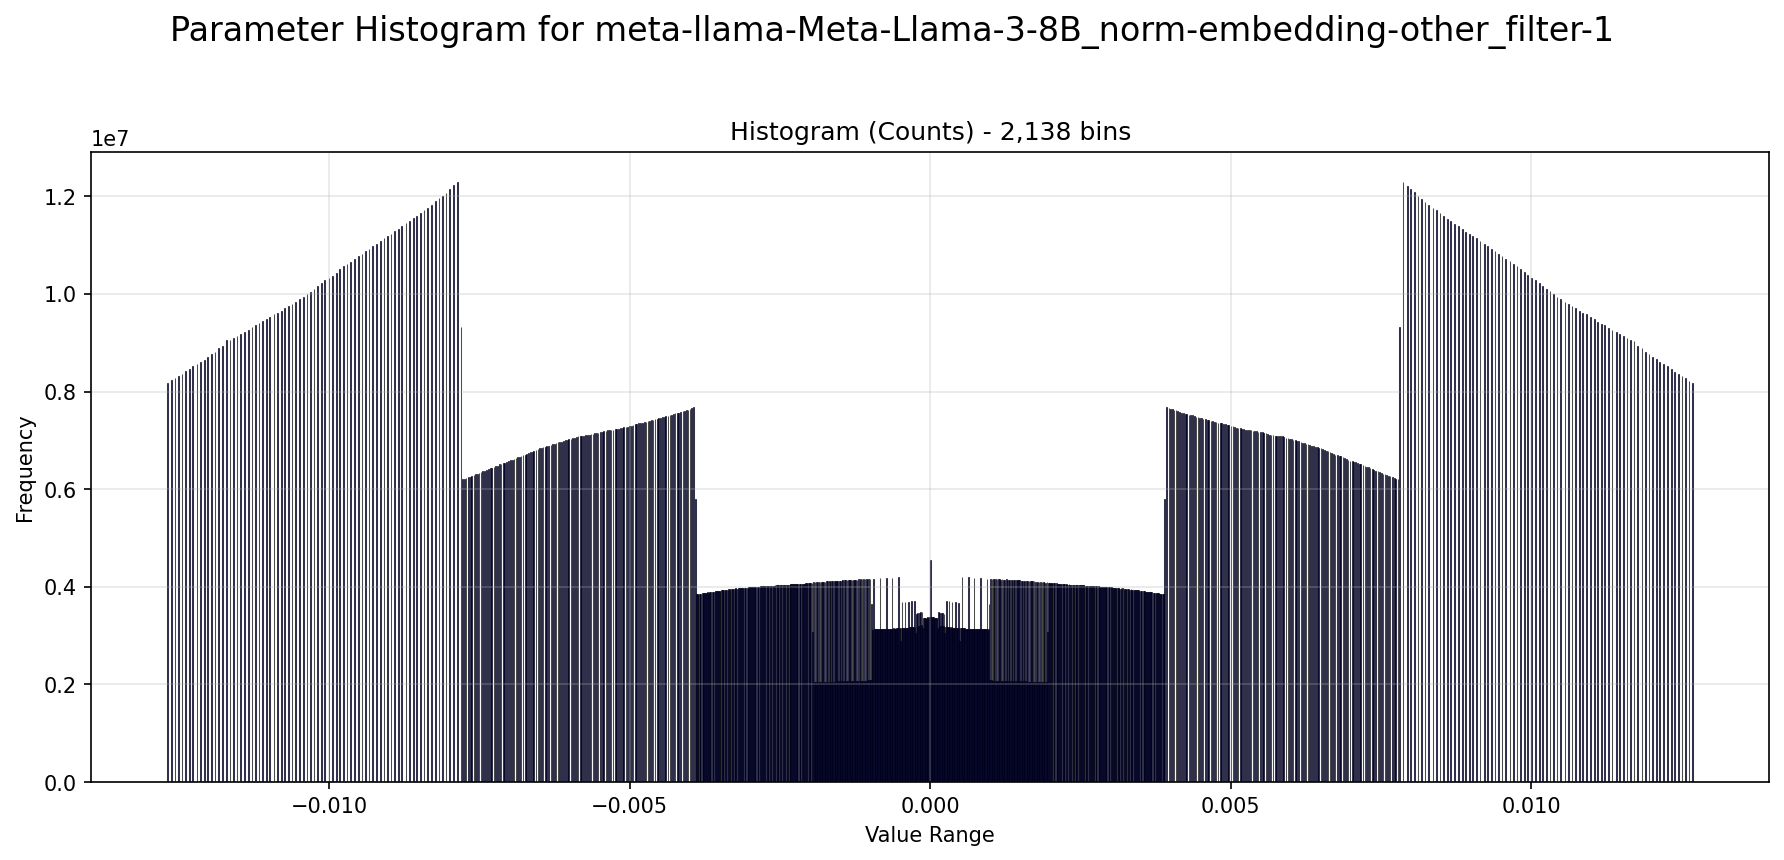 Parameter Histogram for meta-llama-Meta-Llama-3-8B_norm-embedding-other_filter-1
Histogram (Counts) - 2,138 bins
1e7
1.2
1.0
0.8
0.6
0.4
0.2
0.0
Frequency
−0.010 −0.005 0.000 0.005 0.010
Value Range